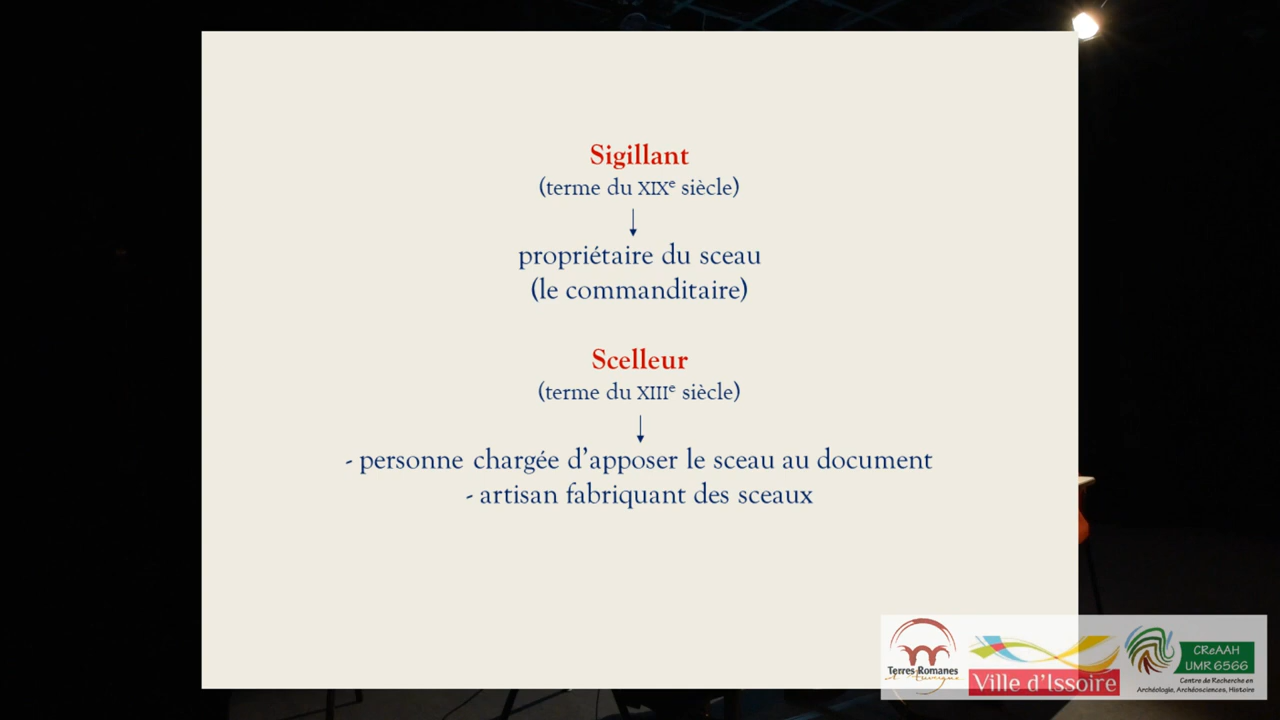 Sigillant
(terme du XIXᵉ siècle)
↓
propriétaire du sceau
(le commanditaire)
Scelleur
(terme du XIIIᵉ siècle)
↓
- personne chargée d’apposer le sceau au document
- artisan fabriquant des sceaux
Terres Romanes
d'Auvergne
Ville d'Issoire
CReAAH
UMR 6566
Centre de Recherche en
Archéologie, Archéosciences, Histoire